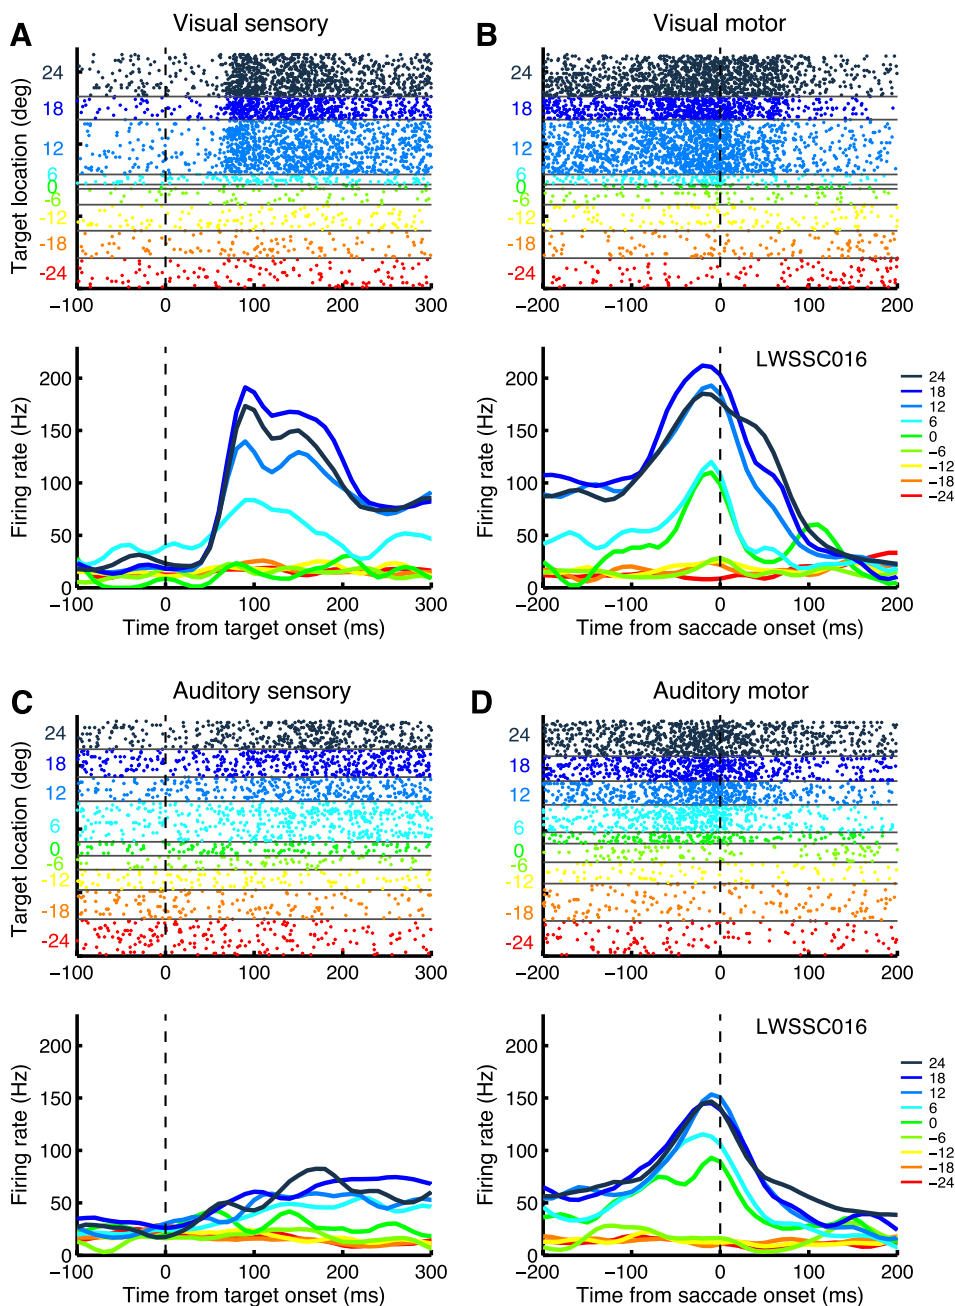 A
Visual sensory
Target location (deg)
24
18
12
6
0
-6
-12
-18
-24
−100 0 100 200 300
B
Visual motor
24
18
12
6
0
-6
-12
-18
-24
−200 −100 0 100 200
Firing rate (Hz)
200
150
100
50
0
−100 0 100 200 300
Time from target onset (ms)
LWSSC016
Firing rate (Hz)
200
150
100
50
0
−200 −100 0 100 200
Time from saccade onset (ms)
24
18
12
6
0
−6
−12
−18
−24
C
Auditory sensory
Target location (deg)
24
18
12
6
0
-6
-12
-18
-24
−100 0 100 200 300
D
Auditory motor
24
18
12
6
0
-6
-12
-18
-24
−200 −100 0 100 200
Firing rate (Hz)
200
150
100
50
0
−100 0 100 200 300
Time from target onset (ms)
LWSSC016
Firing rate (Hz)
200
150
100
50
0
−200 −100 0 100 200
Time from saccade onset (ms)
24
18
12
6
0
−6
−12
−18
−24